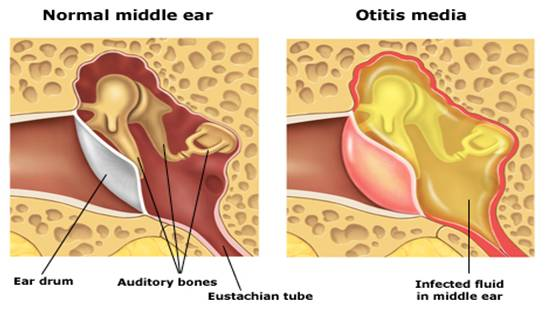 Normal middle ear
Otitis media
Ear drum
Auditory bones
Eustachian tube
Infected fluid
in middle ear